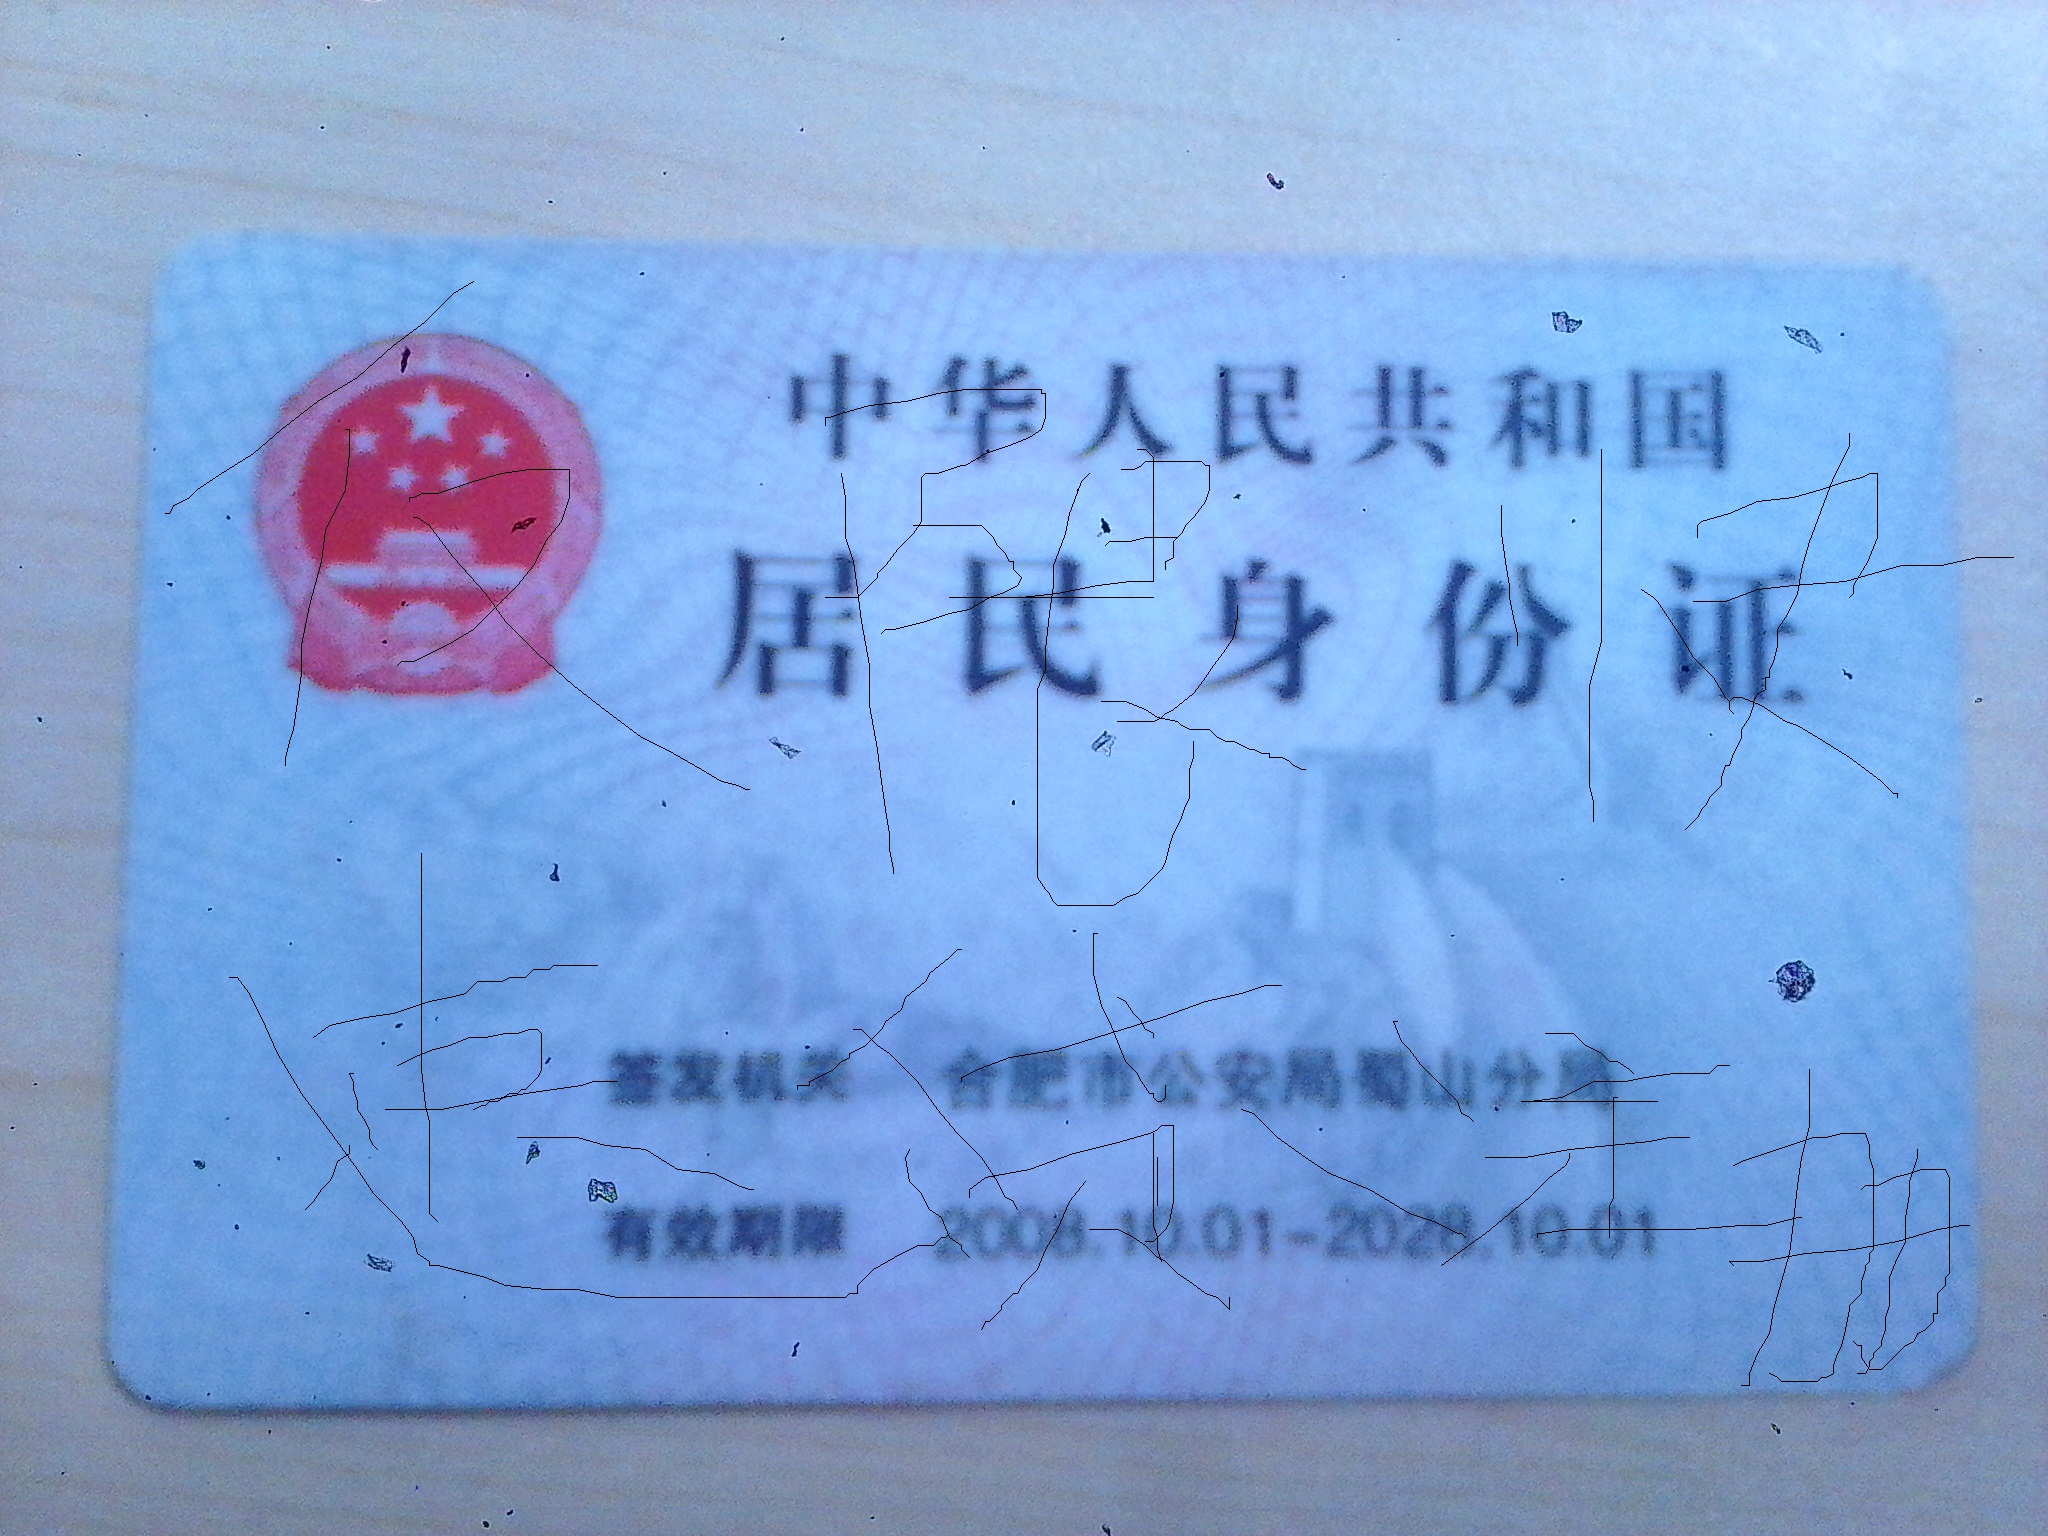 中华人民共和国
居民身份证
签发机关 合肥市公安局蜀山分局
有效期限 2008.10.01-2028.10.01